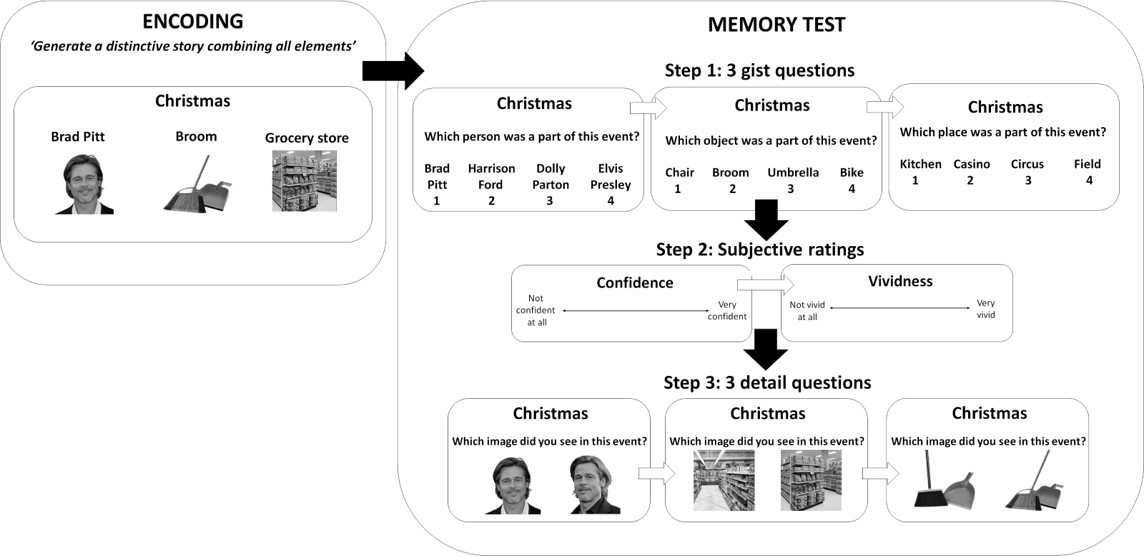 ENCODING
‘Generate a distinctive story combining all elements’
Christmas
Brad Pitt
Broom
Grocery store
MEMORY TEST
Step 1: 3 gist questions
Christmas
Which person was a part of this event?
Brad Pitt
1
Harrison Ford
2
Dolly Parton
3
Elvis Presley
4
Christmas
Which object was a part of this event?
Chair Broom Umbrella Bike
1 2 3 4
Christmas
Which place was a part of this event?
Kitchen Casino Circus Field
1 2 3 4
Step 2: Subjective ratings
Confidence
Not
confident
at all
Very
confident
Vividness
Not vivid
at all
Very
vivid
Step 3: 3 detail questions
Christmas
Which image did you see in this event?
Christmas
Which image did you see in this event?
Christmas
Which image did you see in this event?